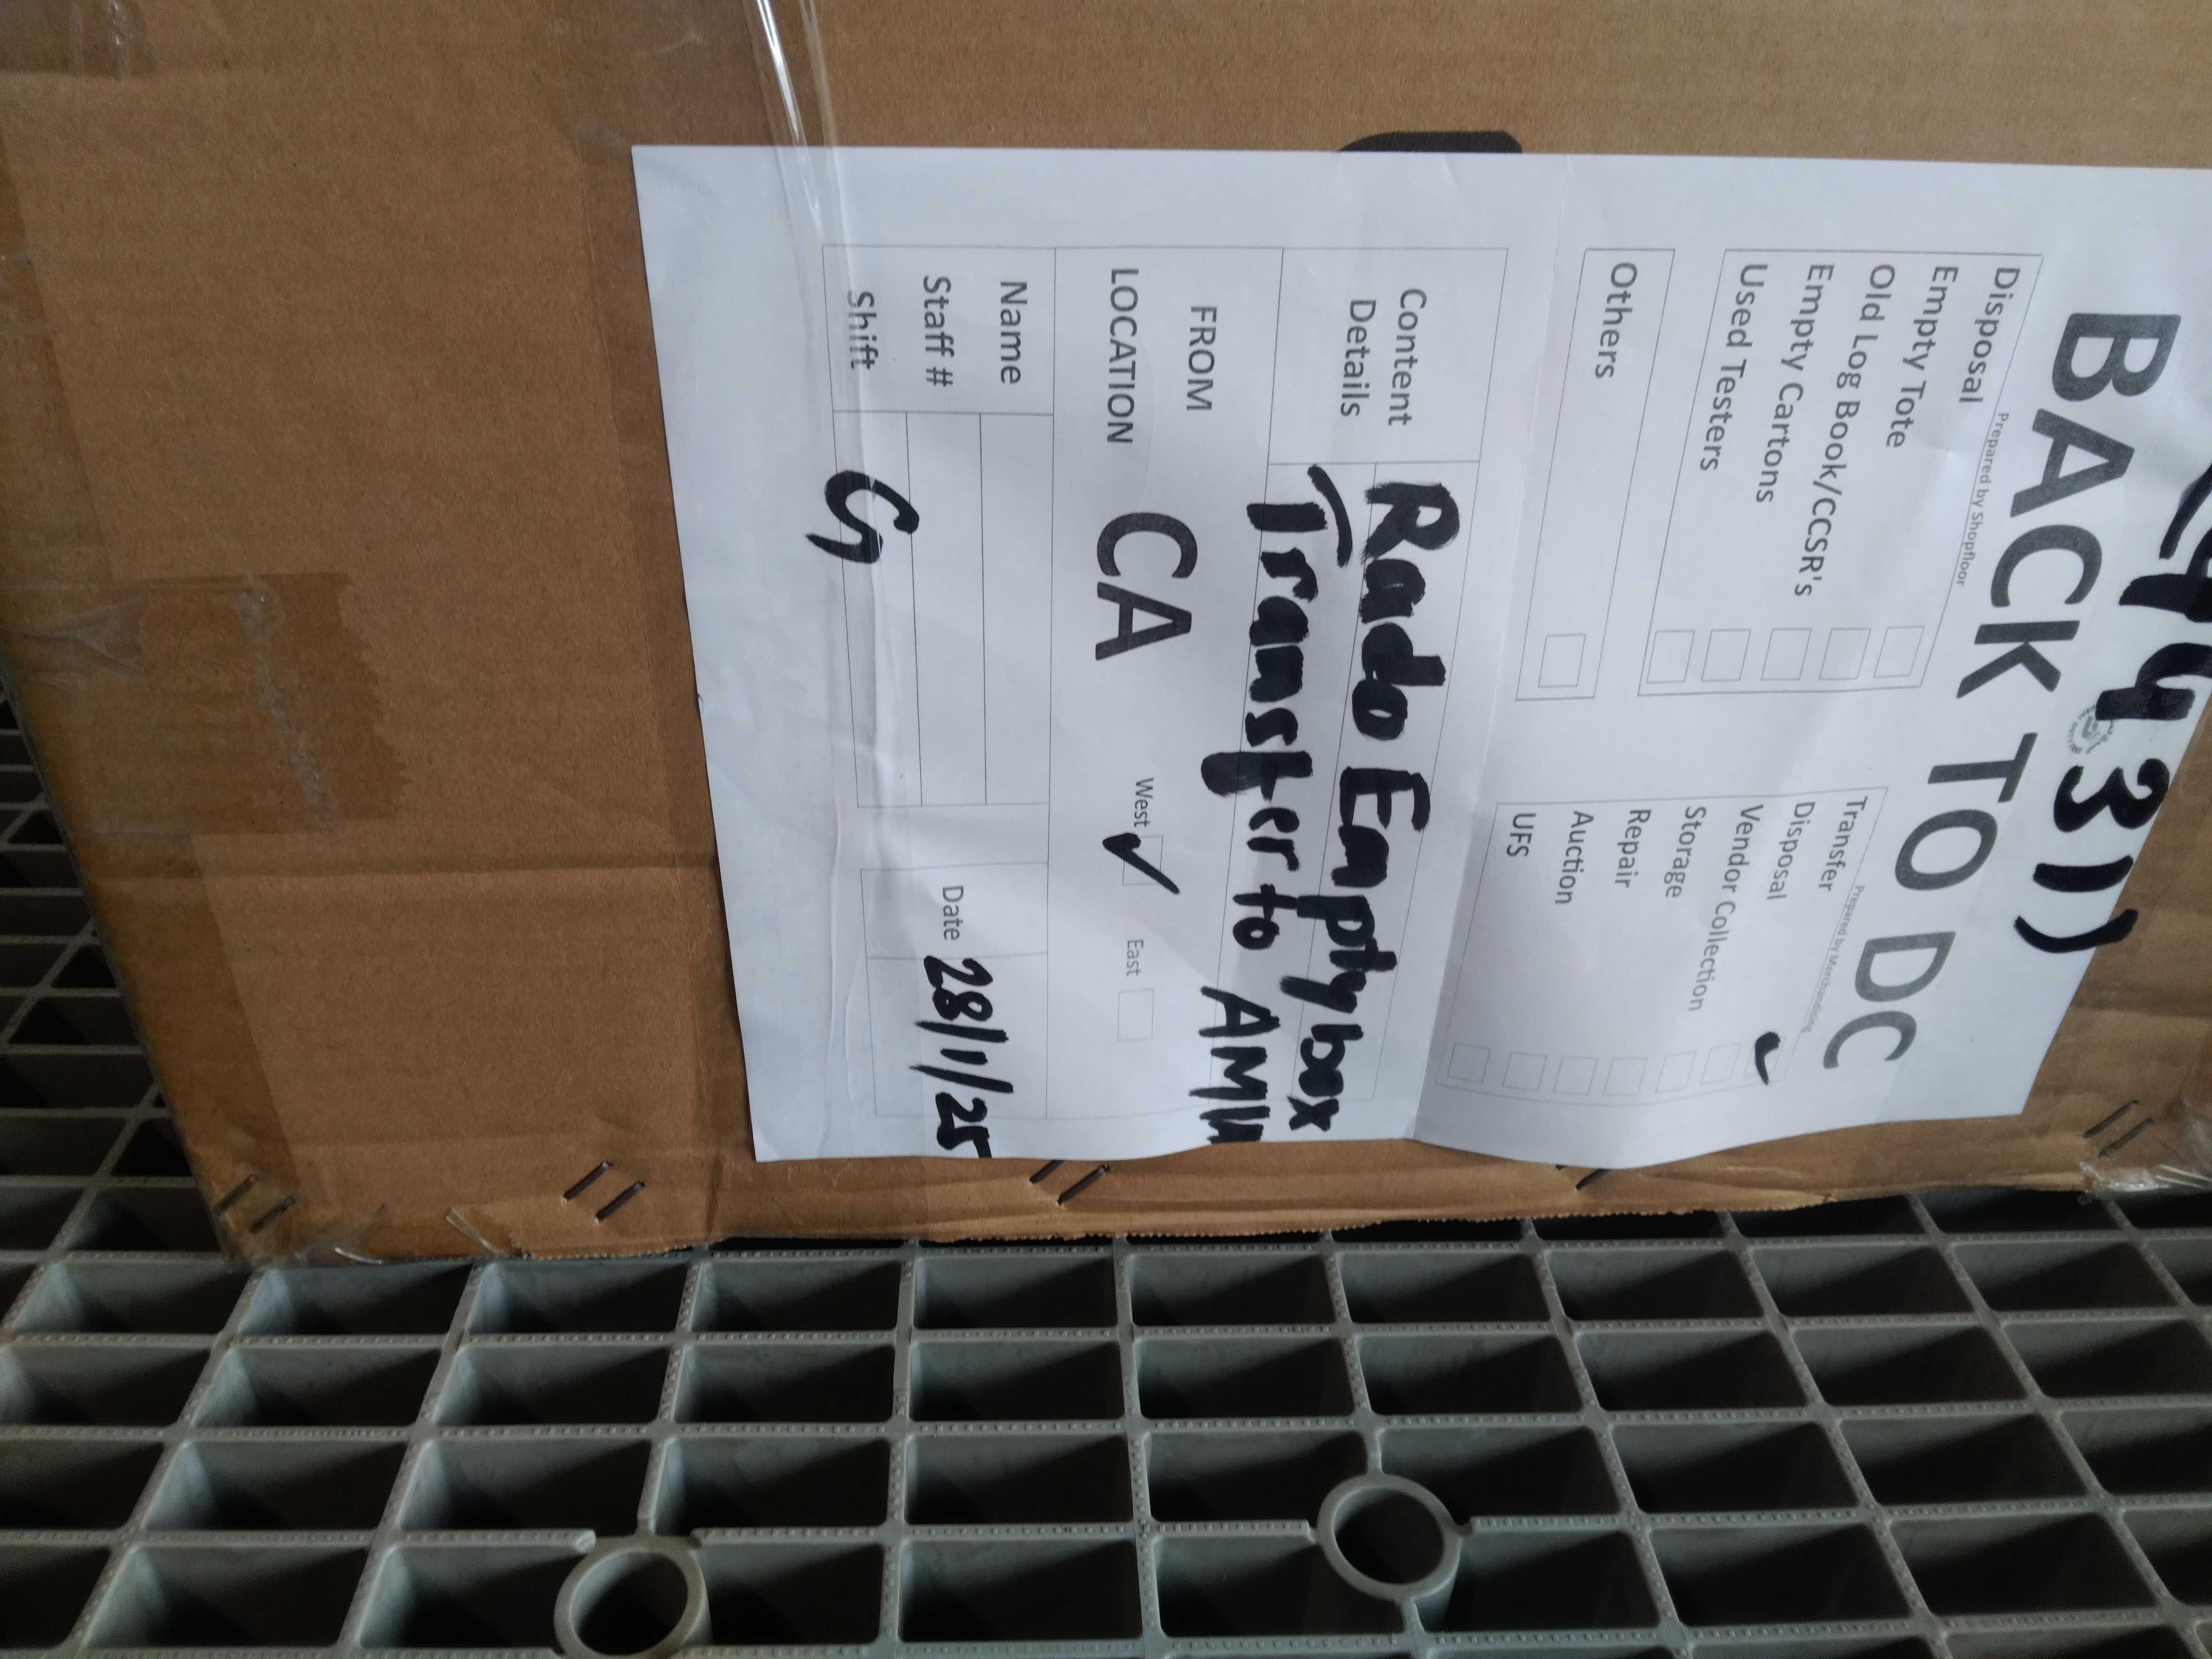 BACK TO DC
Prepared by Shopfloor
Disposal
Empty Tote
Old Log Book/CCSR's
Empty Cartons
Used Testers
Others
Prepared by Merchandising
Transfer
Disposal
Vendor Collection
Storage
Repair
Auction
UFS
Content Details
Rado Empty box
Transfer to
FROM LOCATION
CA
West
East
Name
Staff #
Shift
G
Date 28/1/25